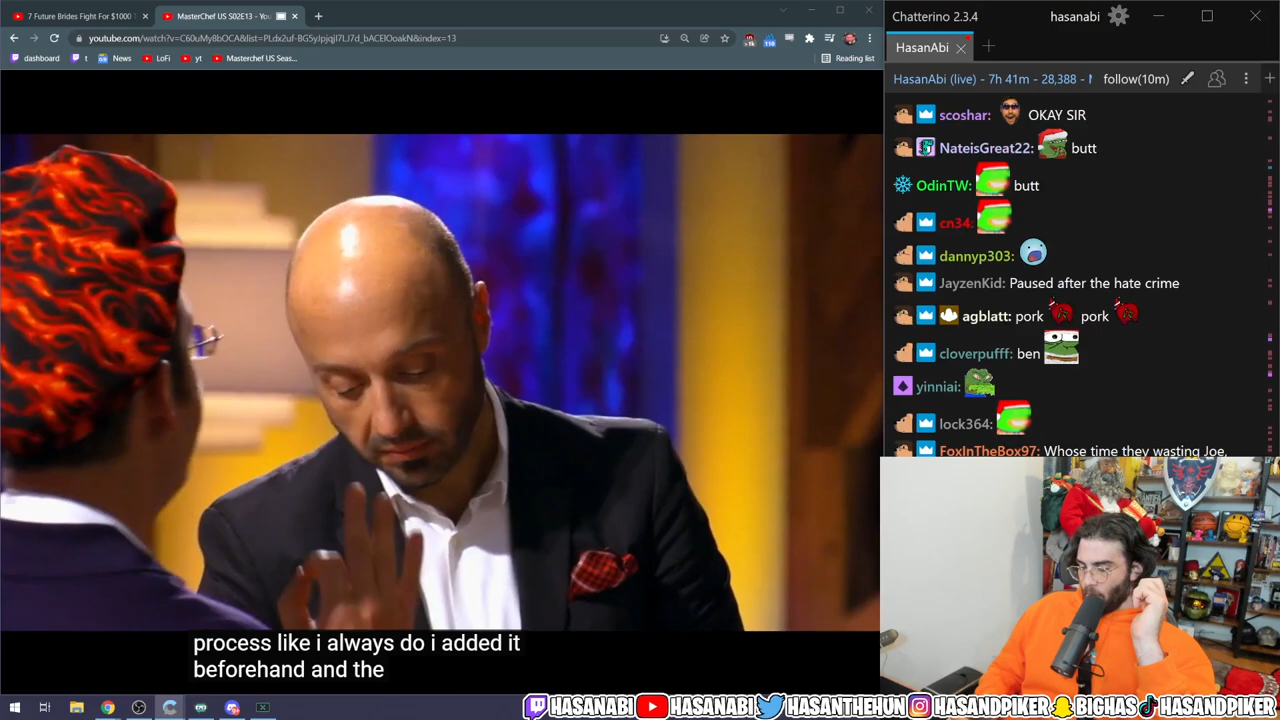 7 Future Brides Fight For $1000
MasterChef US S02E13 - You
Chatterino 2.3.4
hasanabi
youtube.com/watch?v=C60uMy8bOCA&list=PLdx2uf-BG5yJpjqjI7LJ7d_bACEIOoakN&index=13
HasanAbi
dashboard
t
News
LoFi
yt
Masterchef US Seas...
Reading list
HasanAbi (live) - 7h 41m - 28,388 -
follow(10m)
scoshar: OKAY SIR
NateisGreat22: butt
OdinTW: butt
cn34:
dannyp303:
JayzenKid: Paused after the hate crime
agblatt: pork pork
cloverpufff: ben
yinniai:
lock364:
FoxInTheBox97: Whose time they wasting Joe,
process like i always do i added it
beforehand and the
HASANABI HASANABI HASANTHEHUN HASANDPIKER BIGHAS HASANDPIKER